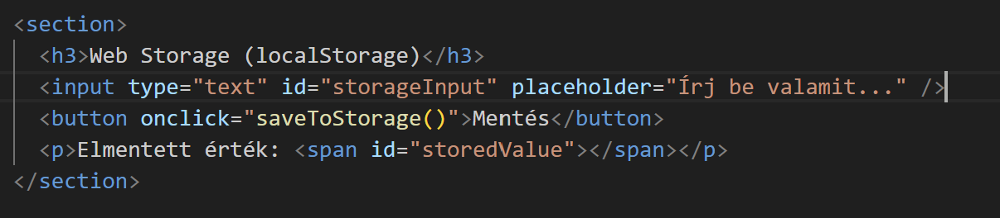 <section>
<h3>Web Storage (localStorage)</h3>
<input type="text" id="storageInput" placeholder="Írj be valamit..." />
<button onclick="saveToStorage()">Mentés</button>
<p>Elmentett érték: <span id="storedValue"></span></p>
</section>